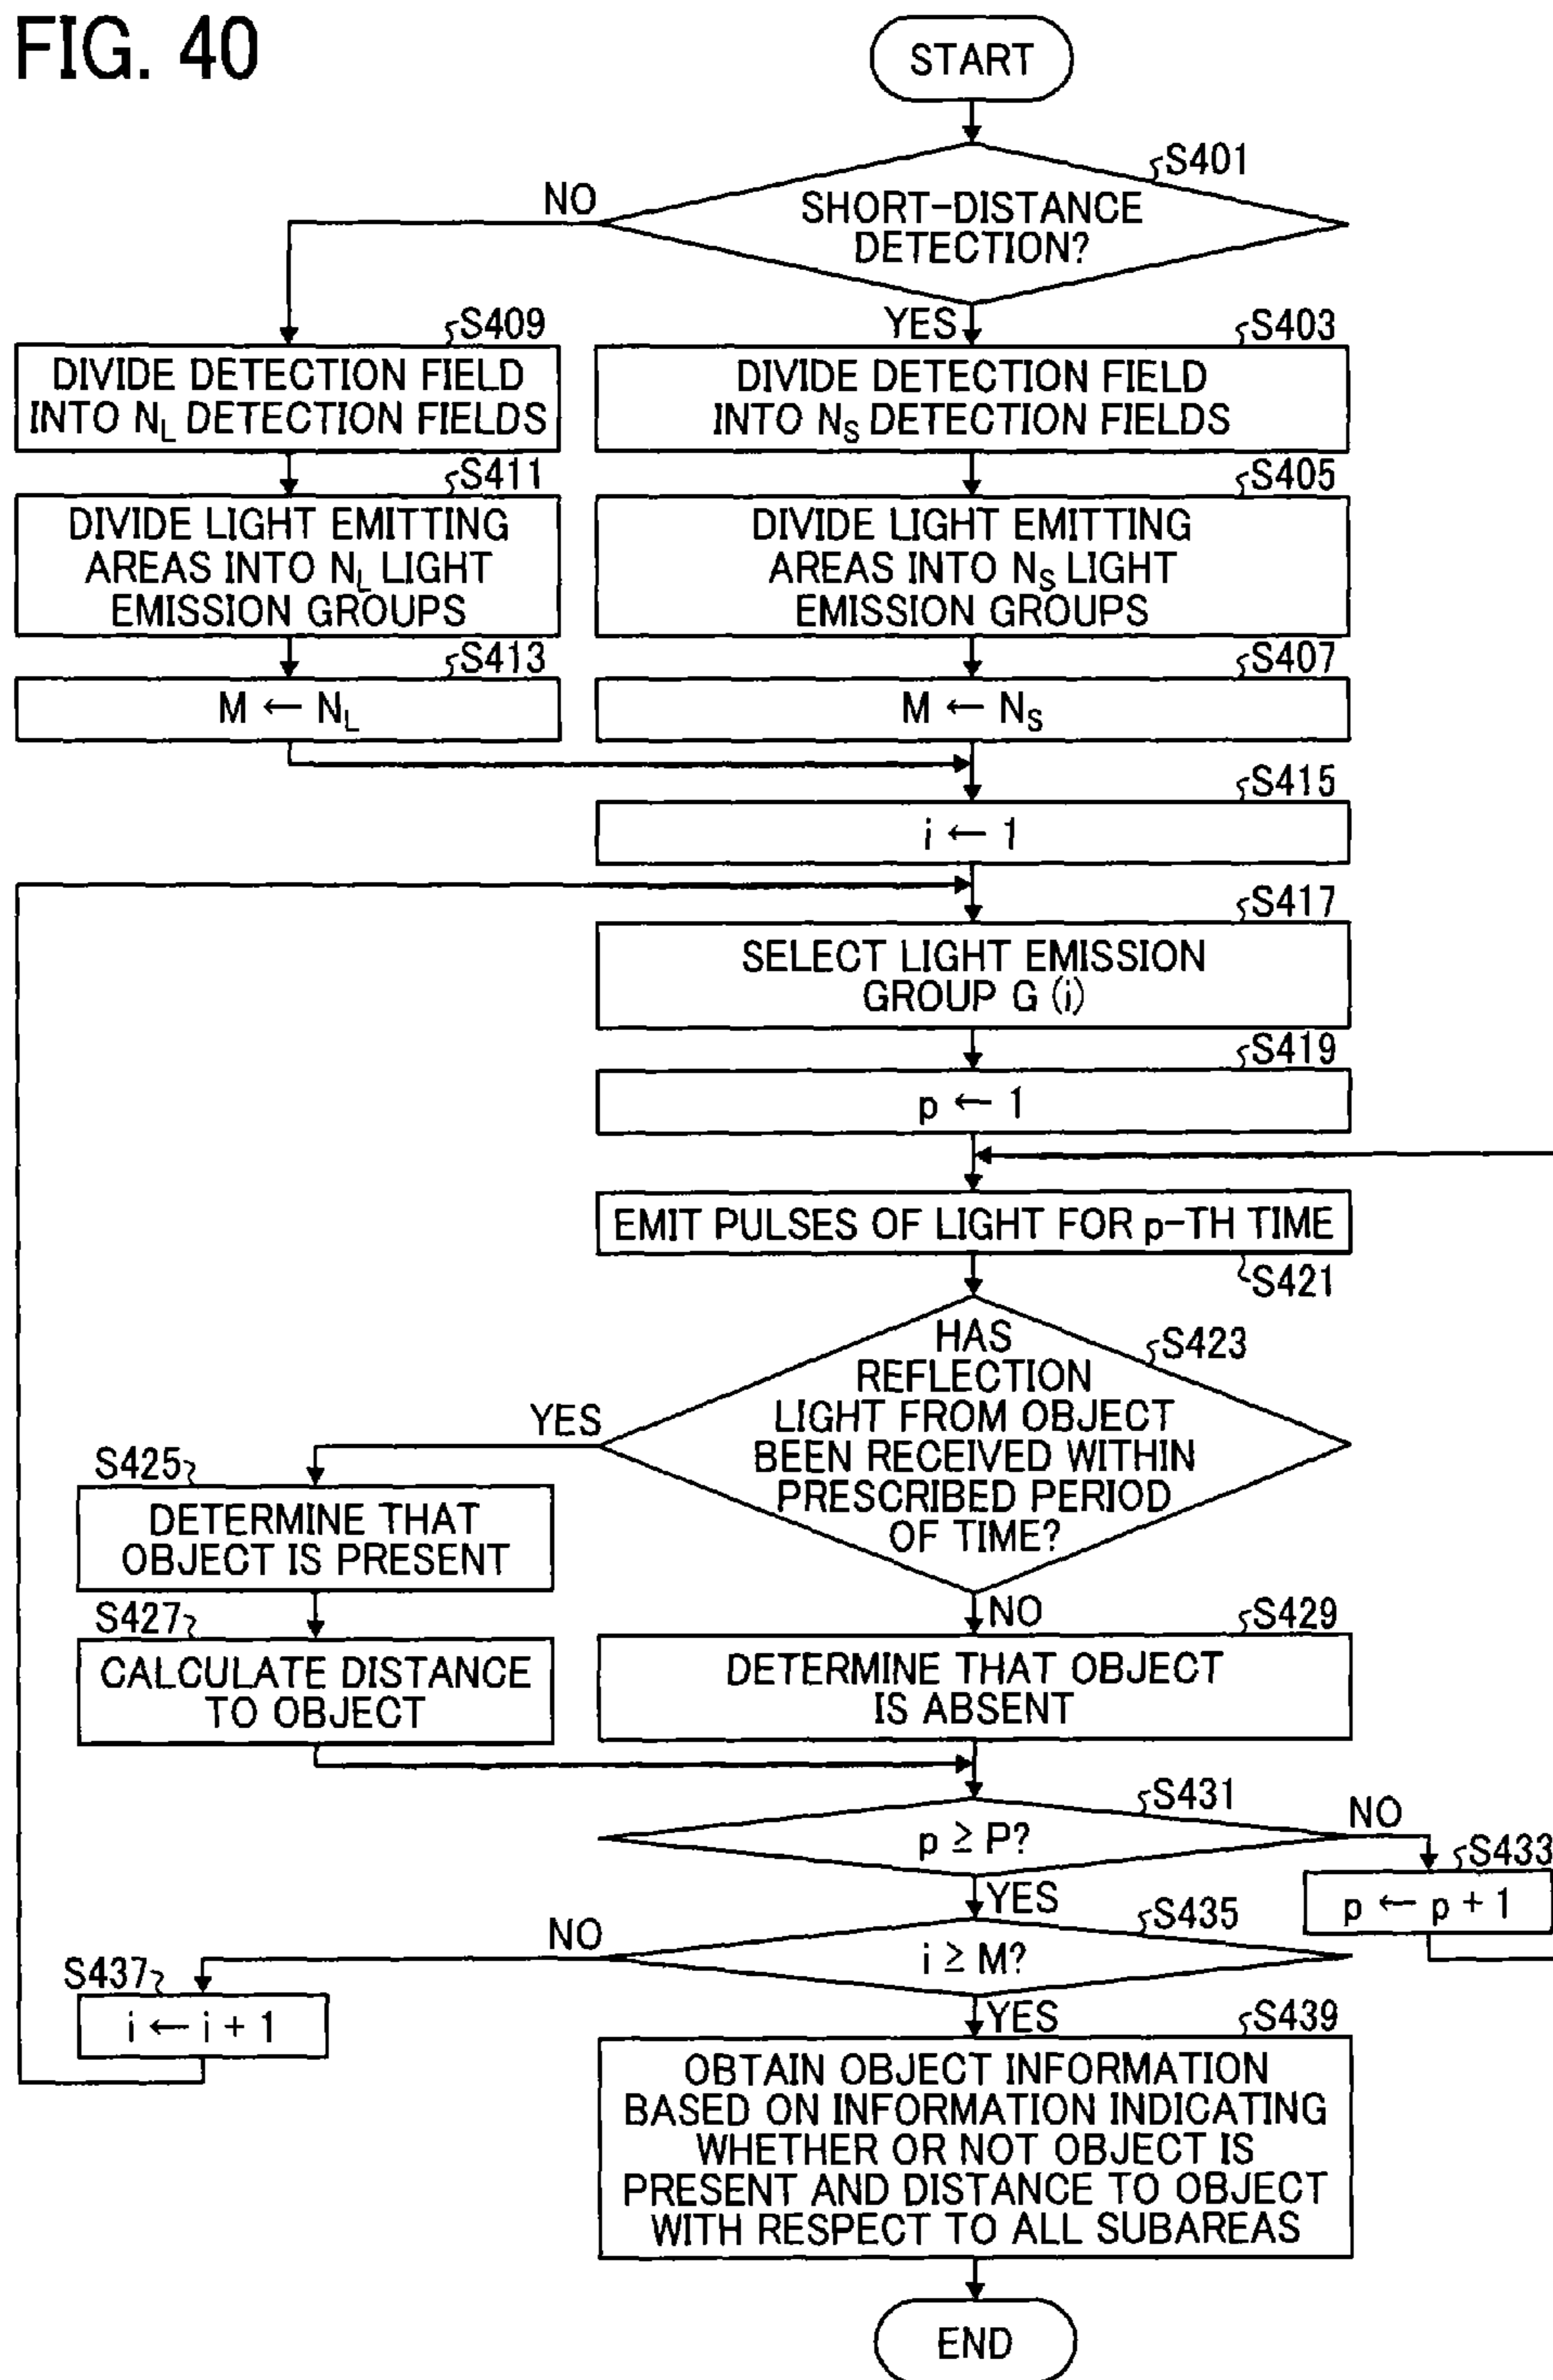 FIG. 40
START
S401
NO
SHORT-DISTANCE
DETECTION?
YES
S409
DIVIDE DETECTION FIELD
INTO N_L DETECTION FIELDS
S403
DIVIDE DETECTION FIELD
INTO N_S DETECTION FIELDS
S411
DIVIDE LIGHT EMITTING
AREAS INTO N_L LIGHT
EMISSION GROUPS
S405
DIVIDE LIGHT EMITTING
AREAS INTO N_S LIGHT
EMISSION GROUPS
S413
M ← N_L
S407
M ← N_S
S415
i ← 1
S417
SELECT LIGHT EMISSION
GROUP G (i)
S419
p ← 1
EMIT PULSES OF LIGHT FOR p-TH TIME
S421
S423
HAS
REFLECTION
LIGHT FROM OBJECT
BEEN RECEIVED WITHIN
PRESCRIBED PERIOD
OF TIME?
YES
S425
DETERMINE THAT
OBJECT IS PRESENT
S427
CALCULATE DISTANCE
TO OBJECT
NO
S429
DETERMINE THAT OBJECT
IS ABSENT
S431
p ≥ P?
NO
S433
p ← p + 1
YES
S435
i ≥ M?
NO
S437
i ← i + 1
YES
S439
OBTAIN OBJECT INFORMATION
BASED ON INFORMATION INDICATING
WHETHER OR NOT OBJECT IS
PRESENT AND DISTANCE TO OBJECT
WITH RESPECT TO ALL SUBAREAS
END